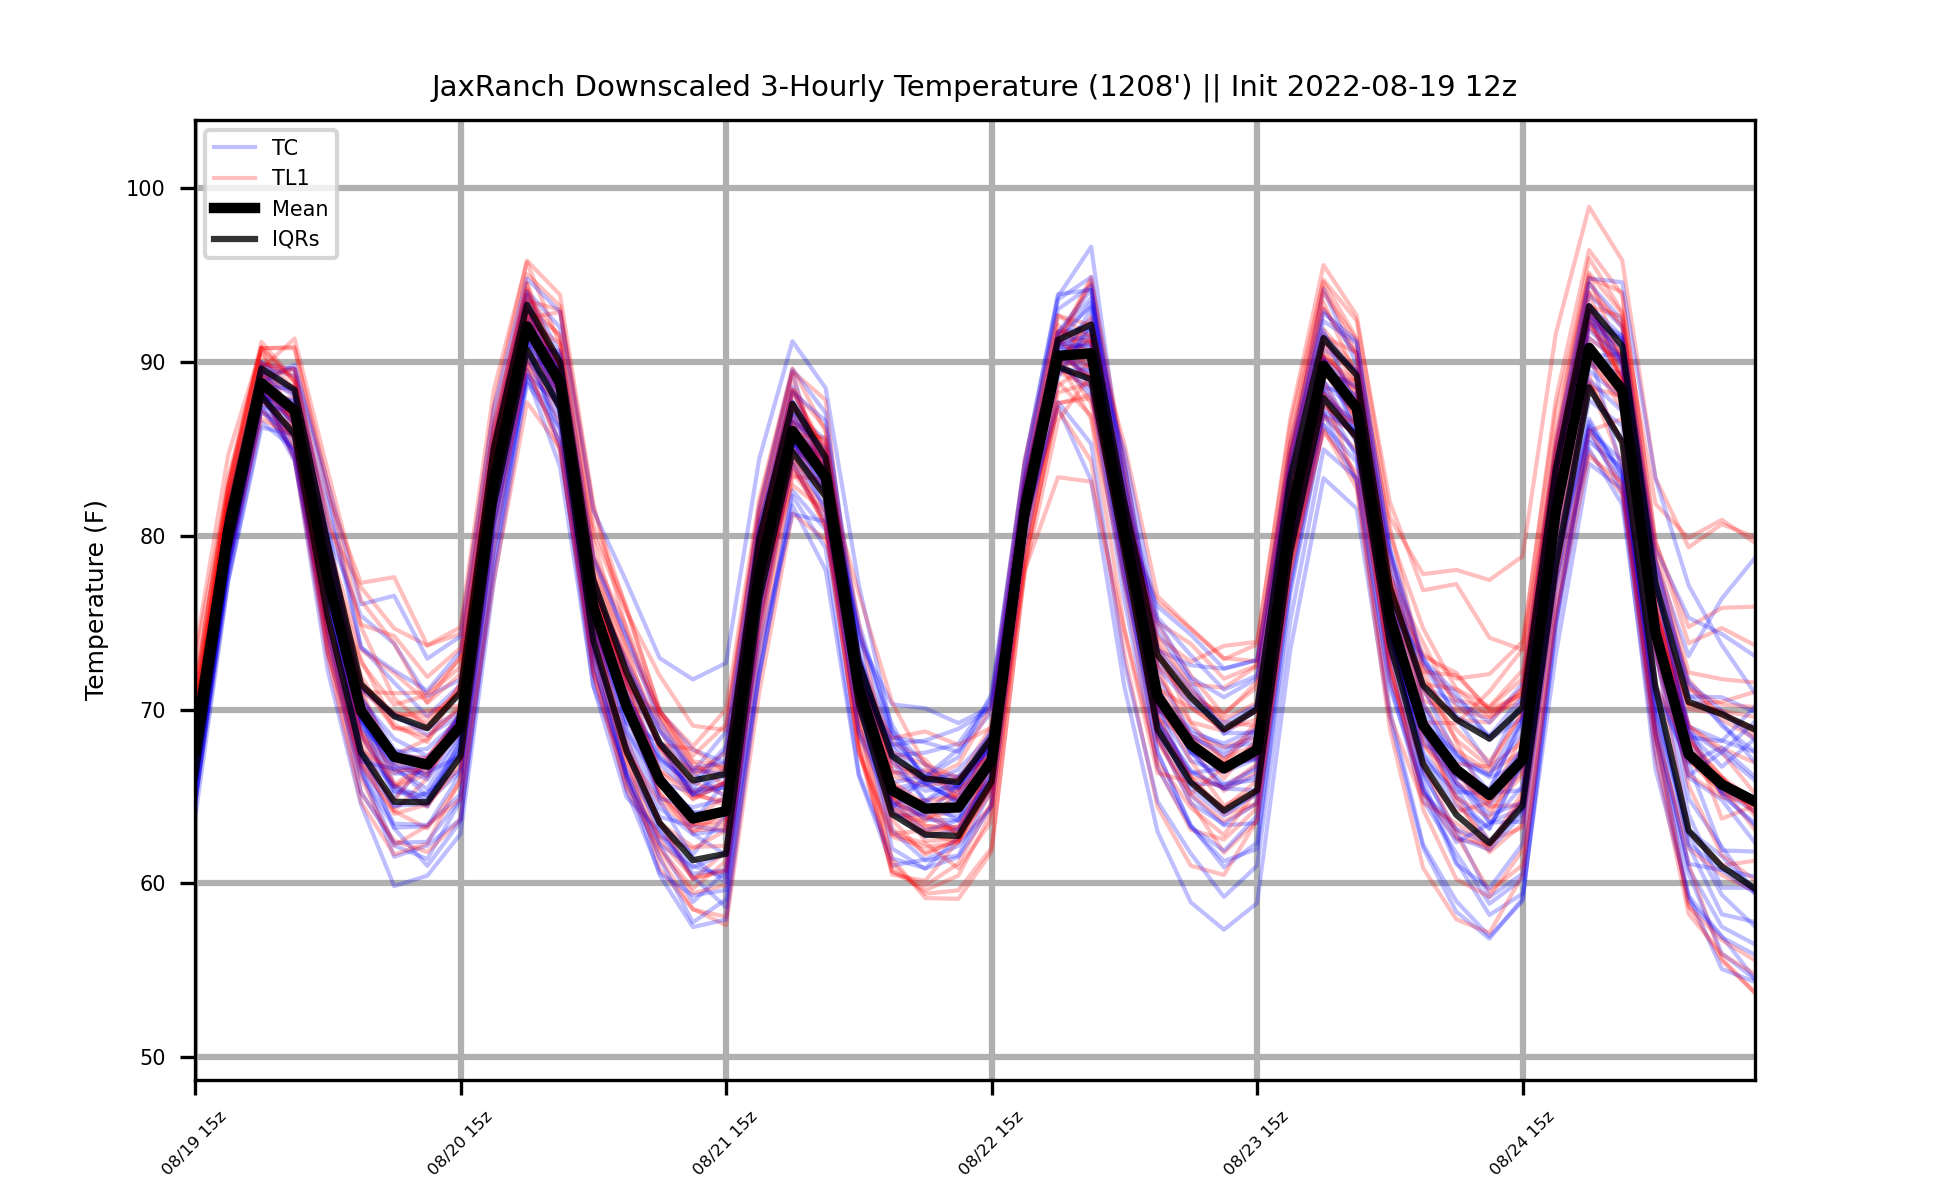 JaxRanch Downscaled 3-Hourly Temperature (1208') || Init 2022-08-19 12z
TC
TL1
Mean
IQRs
Temperature (F)
100
90
80
70
60
50
08/19 15z
08/20 15z
08/21 15z
08/22 15z
08/23 15z
08/24 15z